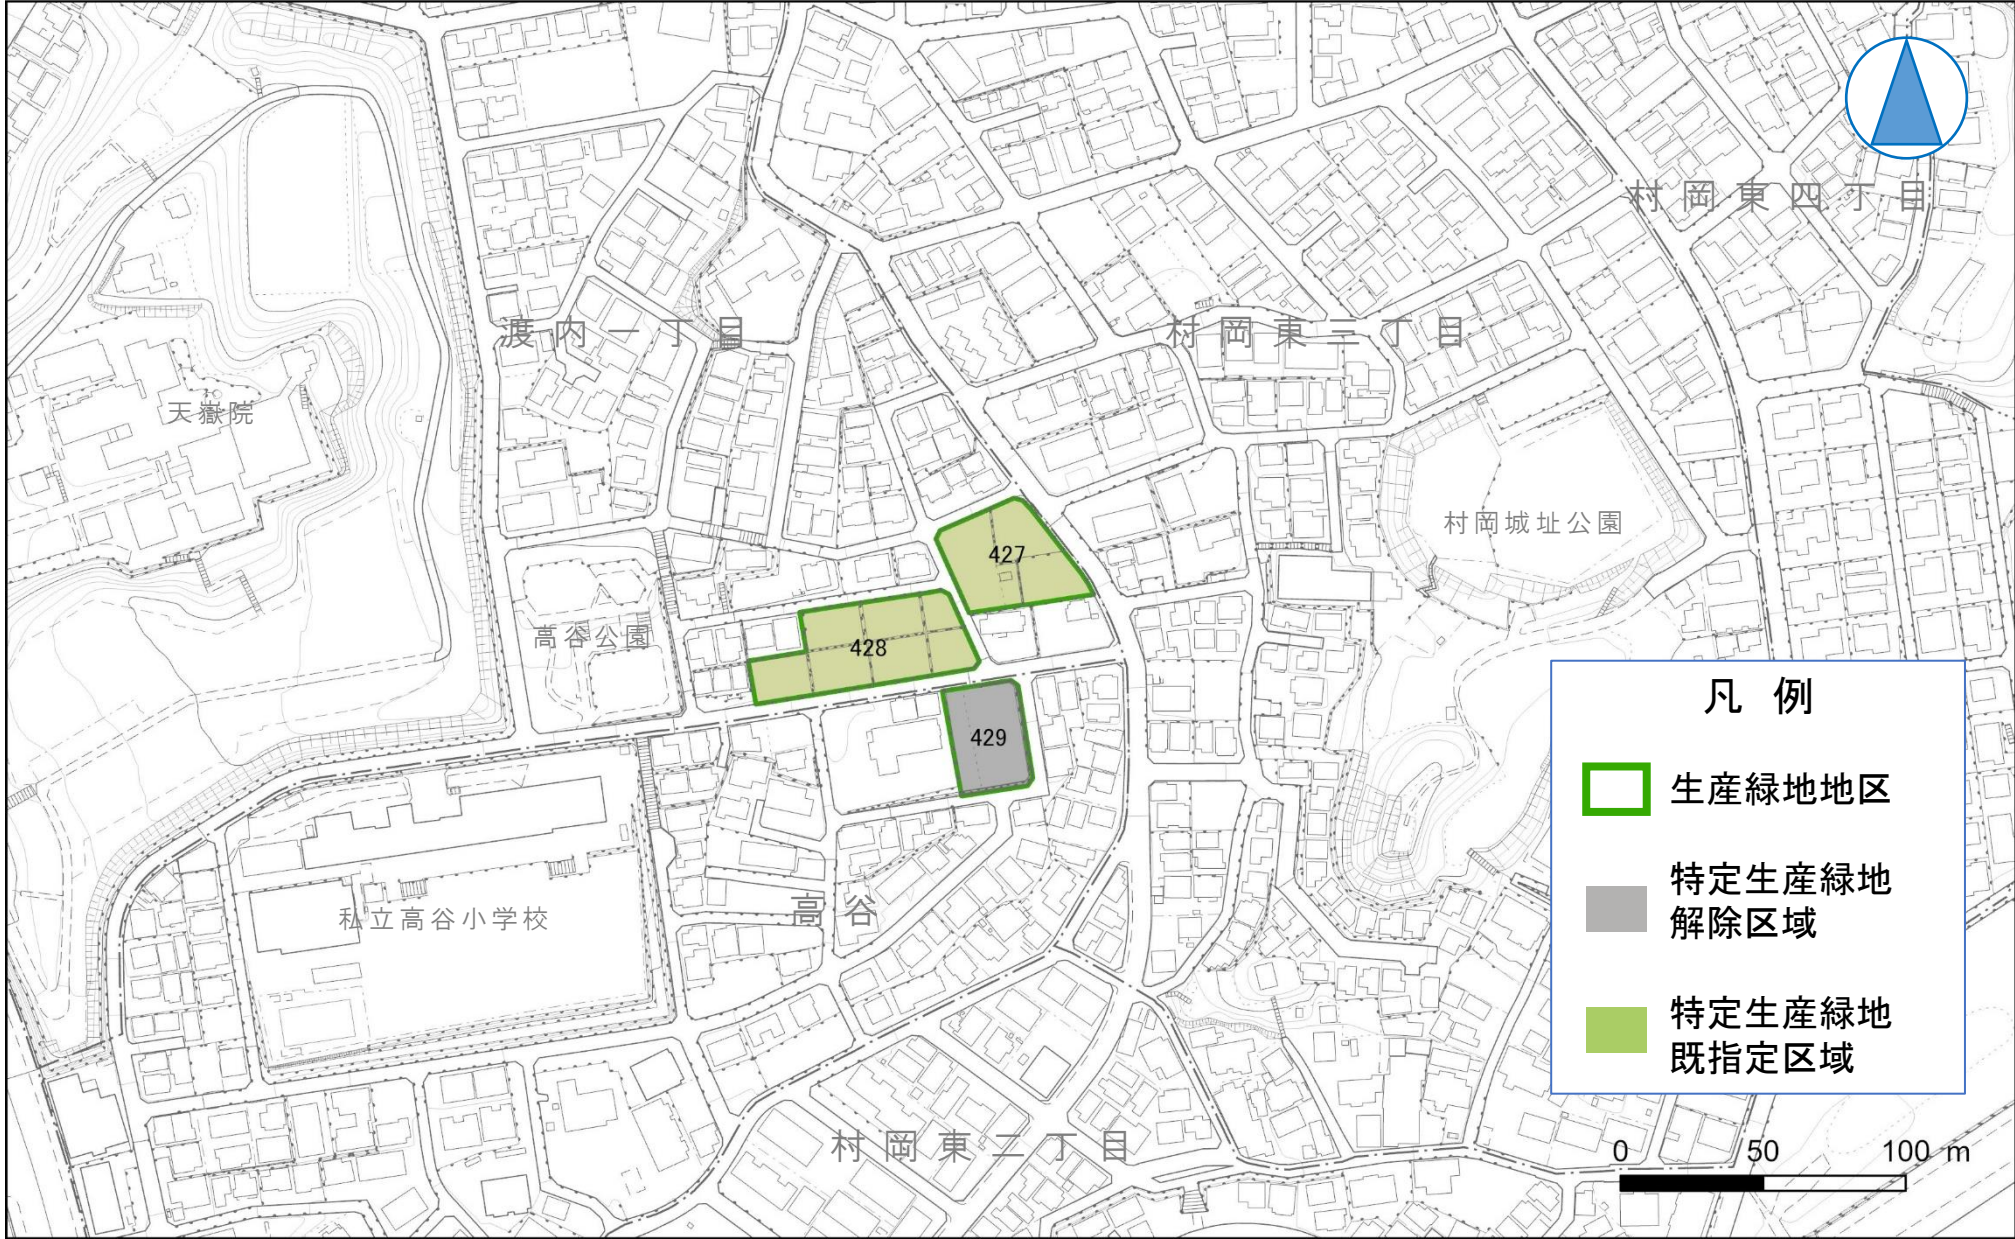 村岡東四丁目
渡内一丁目
村岡東三丁目
天嶽院
村岡城址公園
427
高谷公園
428
429
凡 例
生産緑地地区
特定生産緑地
解除区域
特定生産緑地
既指定区域
高谷
私立高谷小学校
村岡東二丁目
0 50 100 m